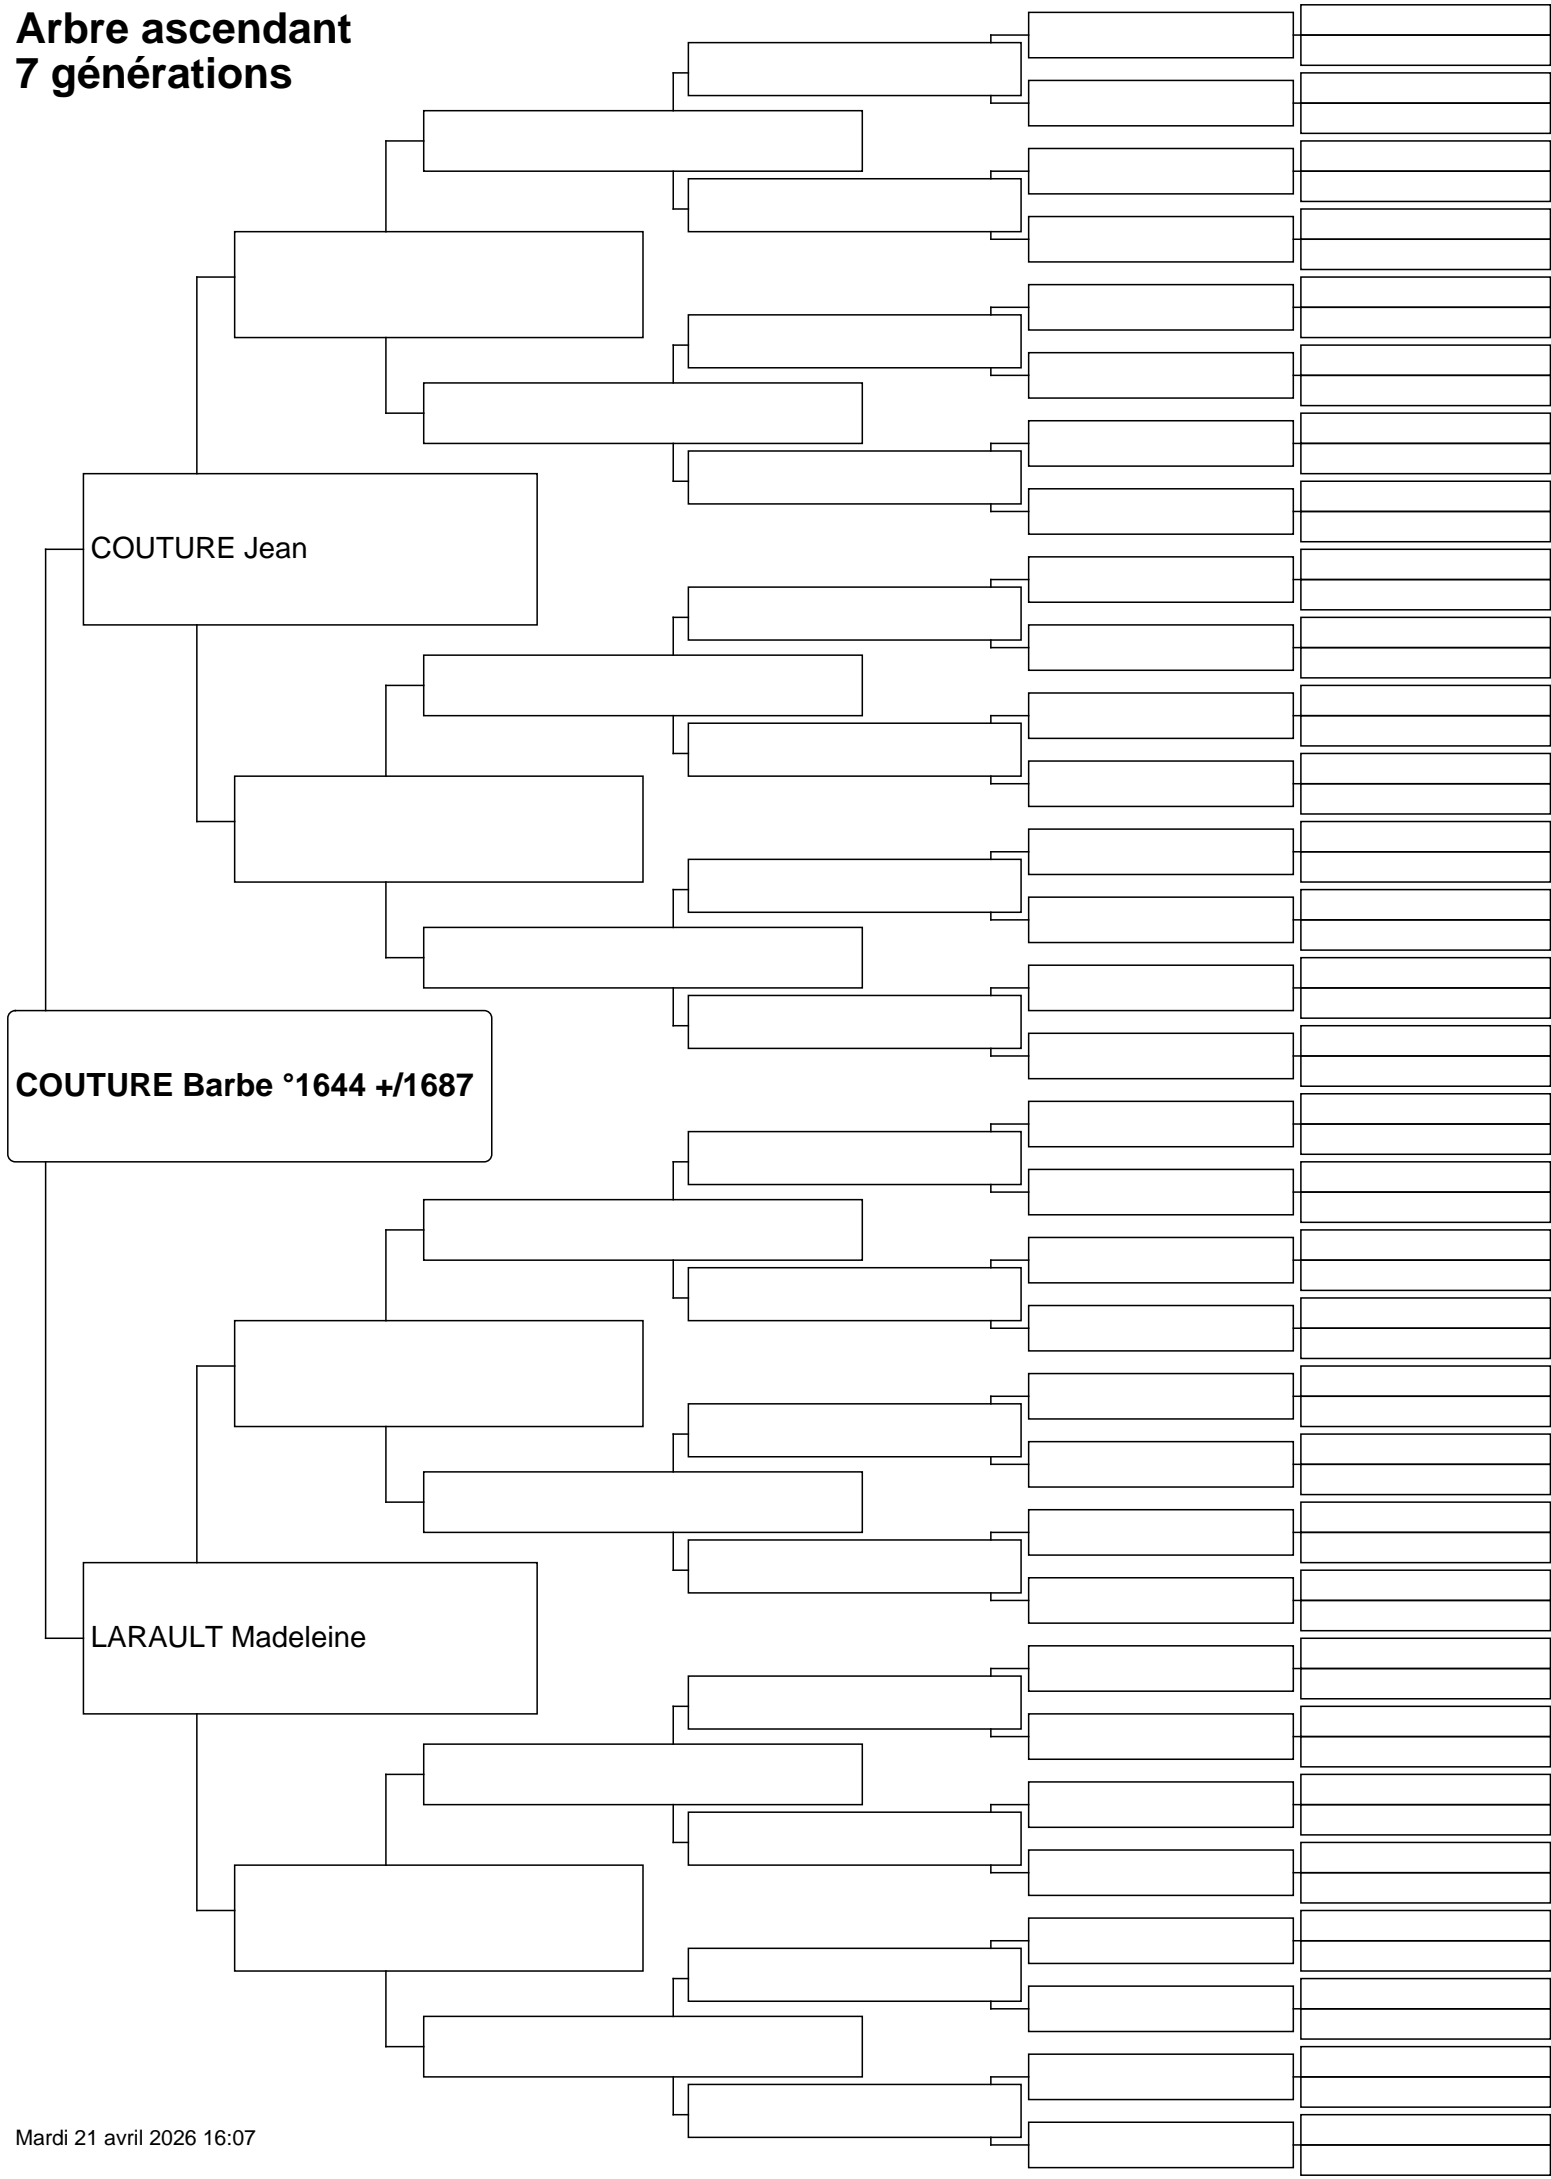 Arbre ascendant
7 générations
COUTURE Jean
COUTURE Barbe °1644 +/1687
LARAULT Madeleine
Mardi 21 avril 2026 16:07